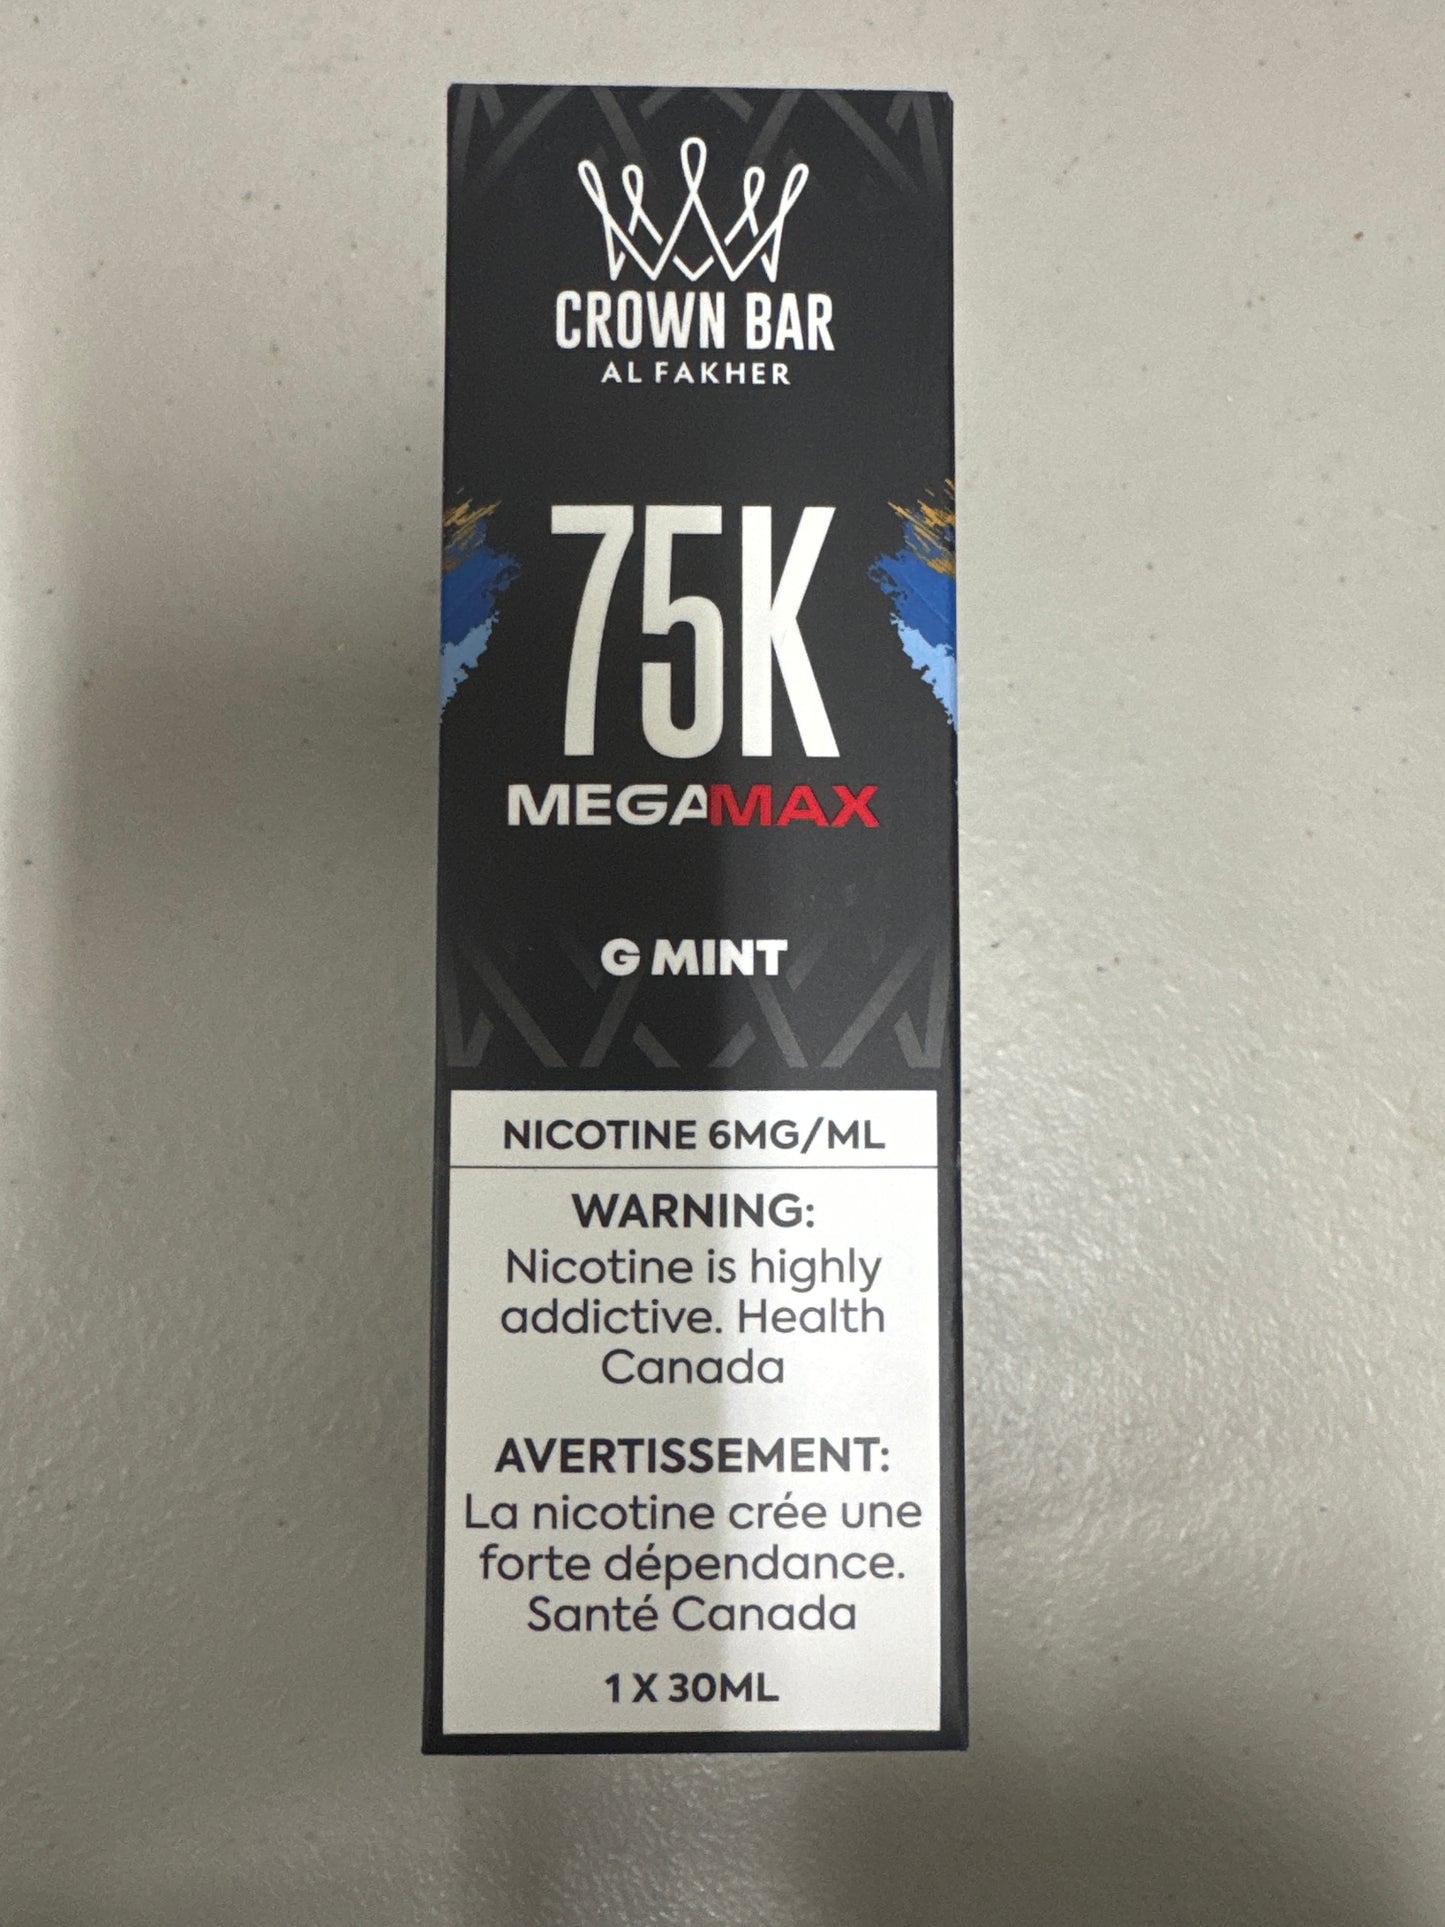 CROWN BAR
AL FAKHER
75K
MEGAMAX
G MINT
NICOTINE 6MG/ML
WARNING:
Nicotine is highly
addictive. Health
Canada
AVERTISSEMENT:
La nicotine crée une
forte dépendance.
Santé Canada
1 X 30ML